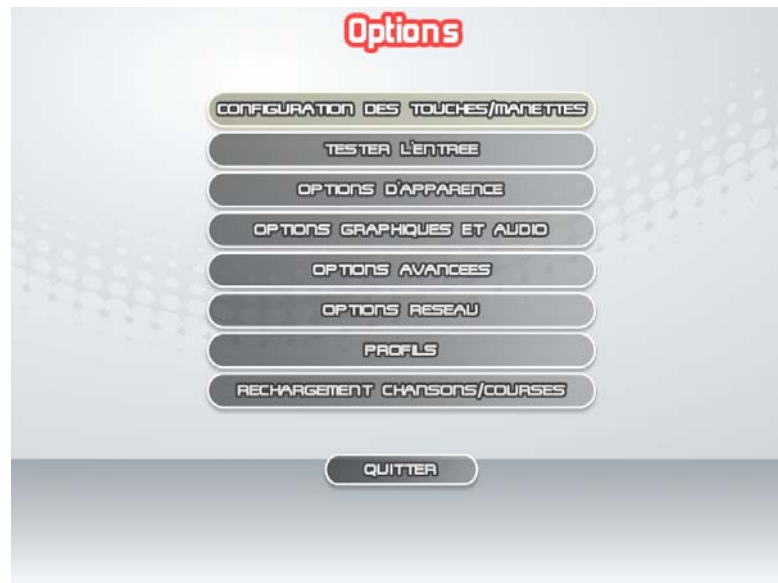 Options
CONFIGURATION DES TOUCHES/MANETTES
TESTER L'ENTREE
OPTIONS D'APPARENCE
OPTIONS GRAPHIQUES ET AUDIO
OPTIONS AVANCEES
OPTIONS RESEAU
PROFILS
RECHARGEMENT CHANSONS/COURSES
QUITTER